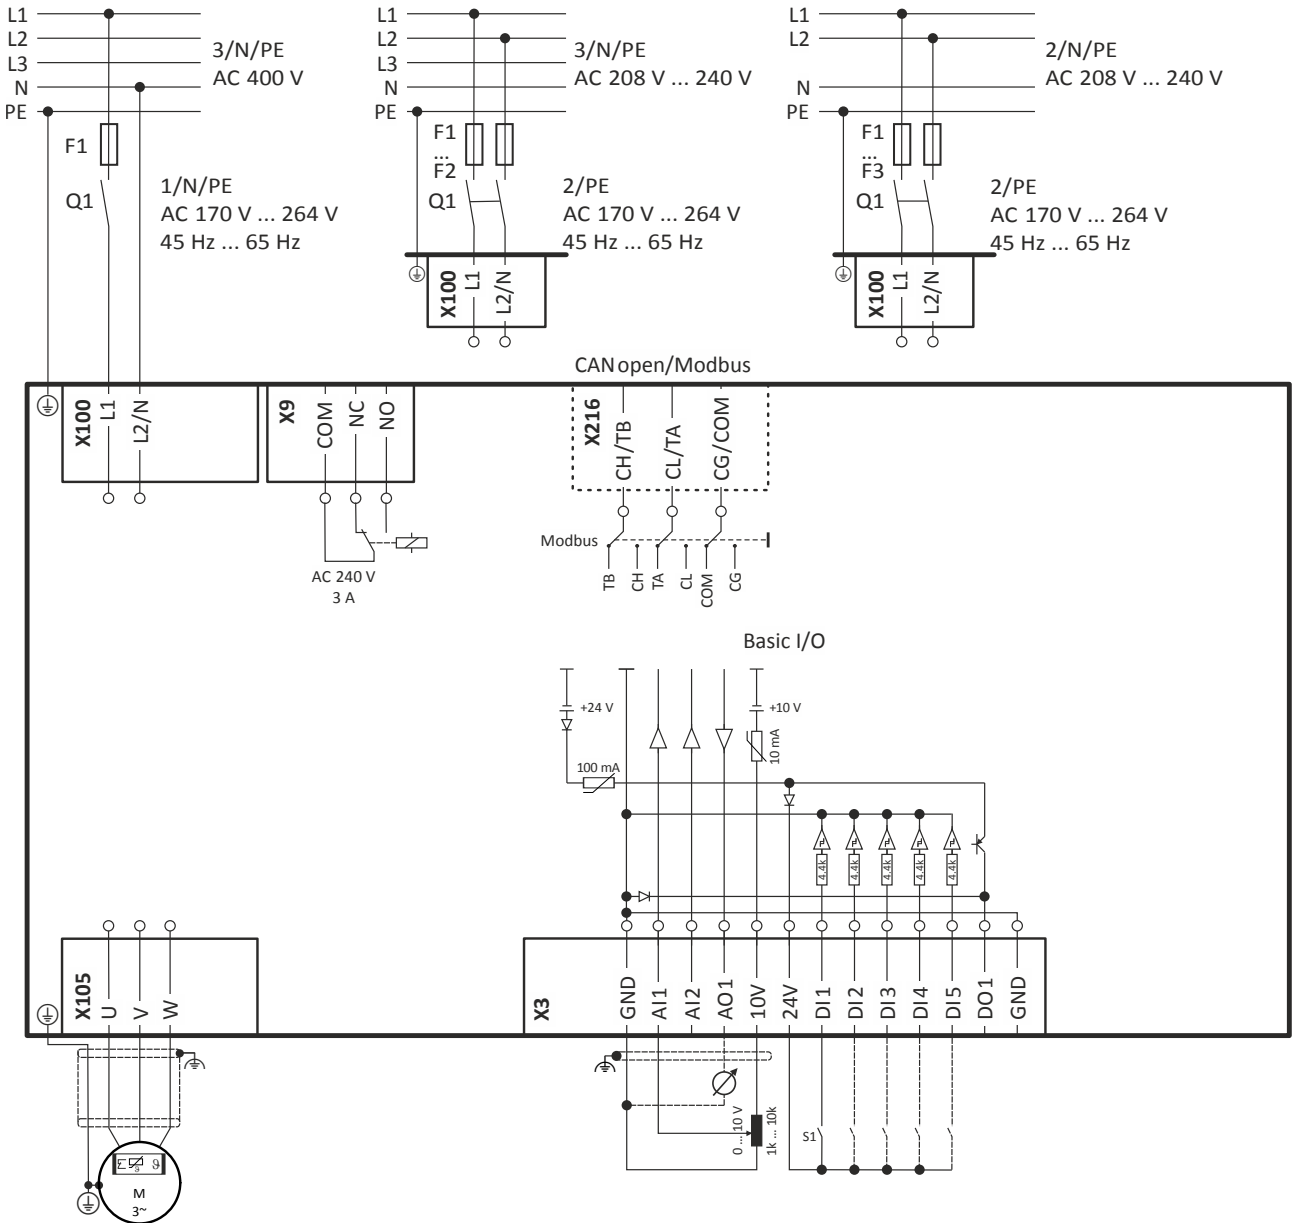 L1
L2
L3
N
PE
3/N/PE
AC 400 V
F1
Q1
1/N/PE
AC 170 V ... 264 V
45 Hz ... 65 Hz
L1
L2
L3
N
PE
3/N/PE
AC 208 V ... 240 V
F1
...
F2
Q1
2/PE
AC 170 V ... 264 V
45 Hz ... 65 Hz
X100
L1
L2/N
L1
L2
N
PE
2/N/PE
AC 208 V ... 240 V
F1
...
F3
Q1
2/PE
AC 170 V ... 264 V
45 Hz ... 65 Hz
X100
L1
L2/N
CANopen/Modbus
X100
L1
L2/N
X9
COM
NC
NO
AC 240 V
3 A
X216
CH/TB
CL/TA
CG/COM
Modbus
TB
CH
TA
CL
COM
CG
Basic I/O
+24 V
+10 V
10 mA
100 mA
4.4k
4.4k
4.4k
4.4k
4.4k
X105
U
V
W
X3
GND
AI1
AI2
AO1
10V
24V
DI1
DI2
DI3
DI4
DI5
DO1
GND
0 ... 10 V
1k ... 10k
S1
ϑ
M
3~